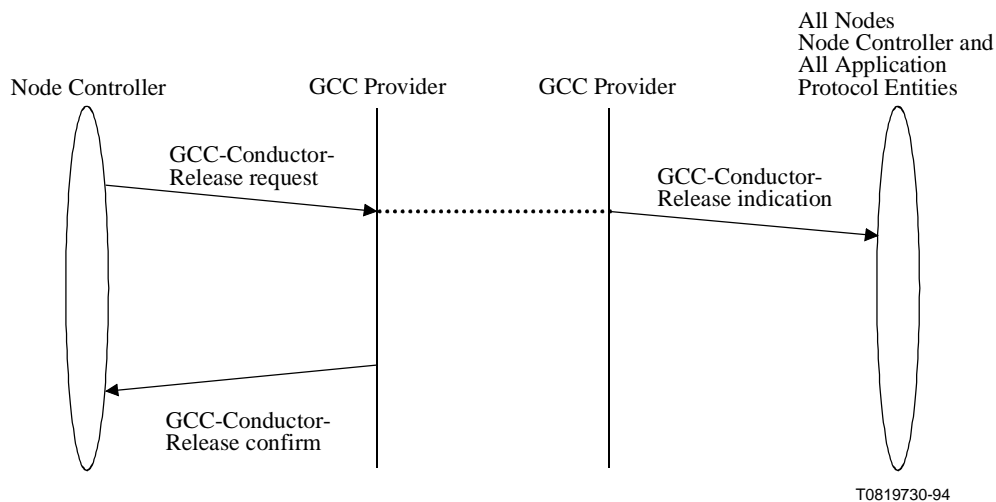 All Nodes
Node Controller and
All Application
Protocol Entities
Node Controller
GCC Provider
GCC Provider
GCC-Conductor-
Release request
GCC-Conductor-
Release indication
GCC-Conductor-
Release confirm
T0819730-94